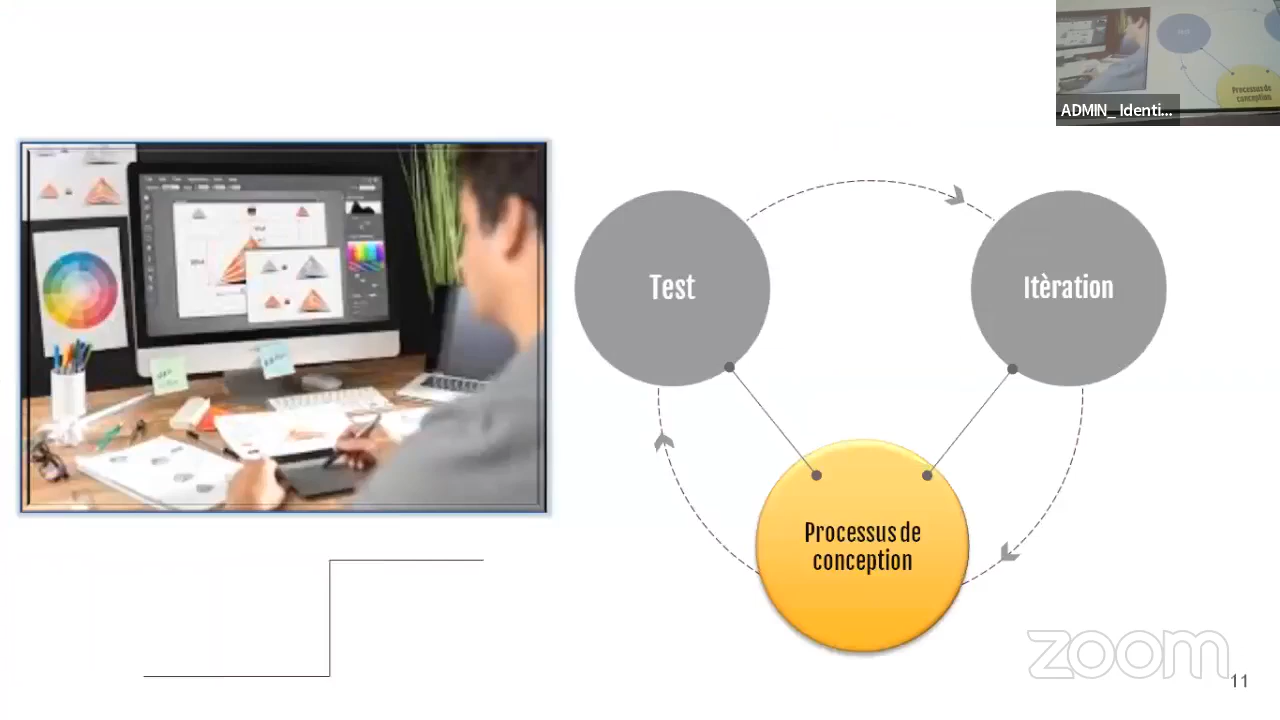 ADMIN_ Identi...
Test
Itèration
Processus de
conception
zoom
11